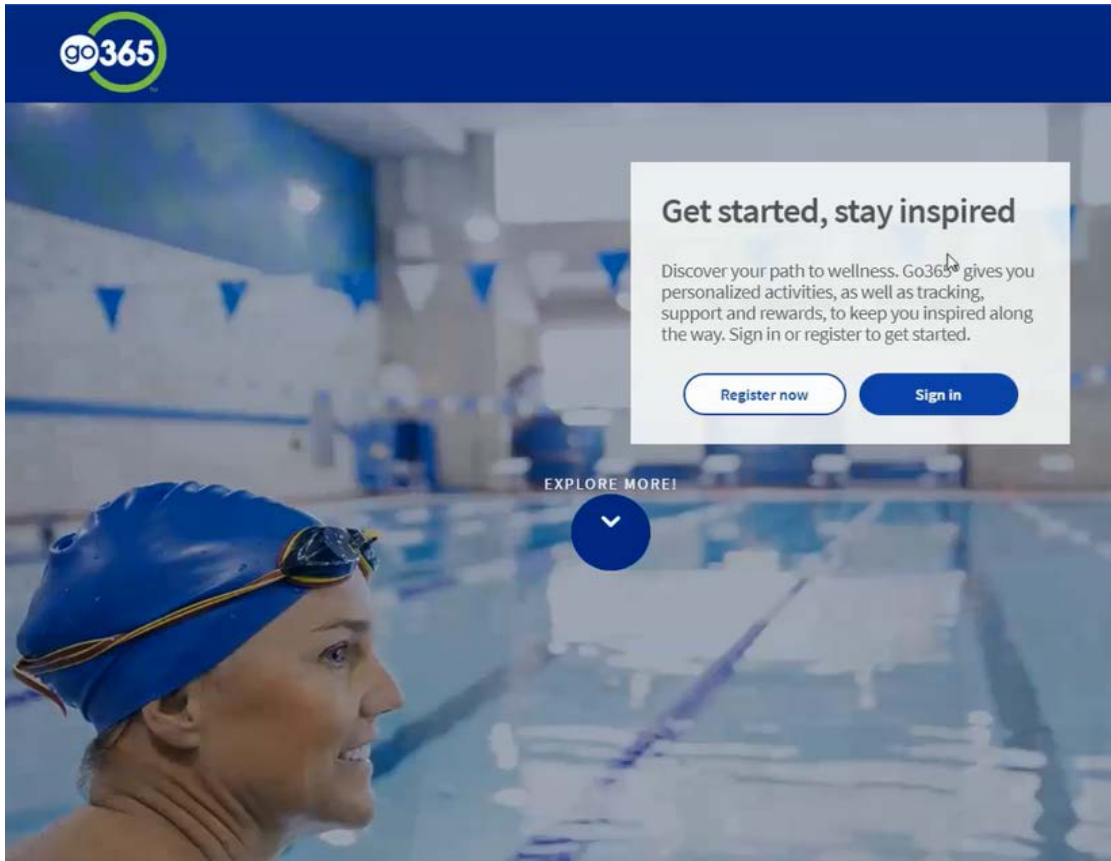 go365
Get started, stay inspired
Discover your path to wellness. Go365® gives you
personalized activities, as well as tracking,
support and rewards, to keep you inspired along
the way. Sign in or register to get started.
Register now
Sign in
EXPLORE MORE!